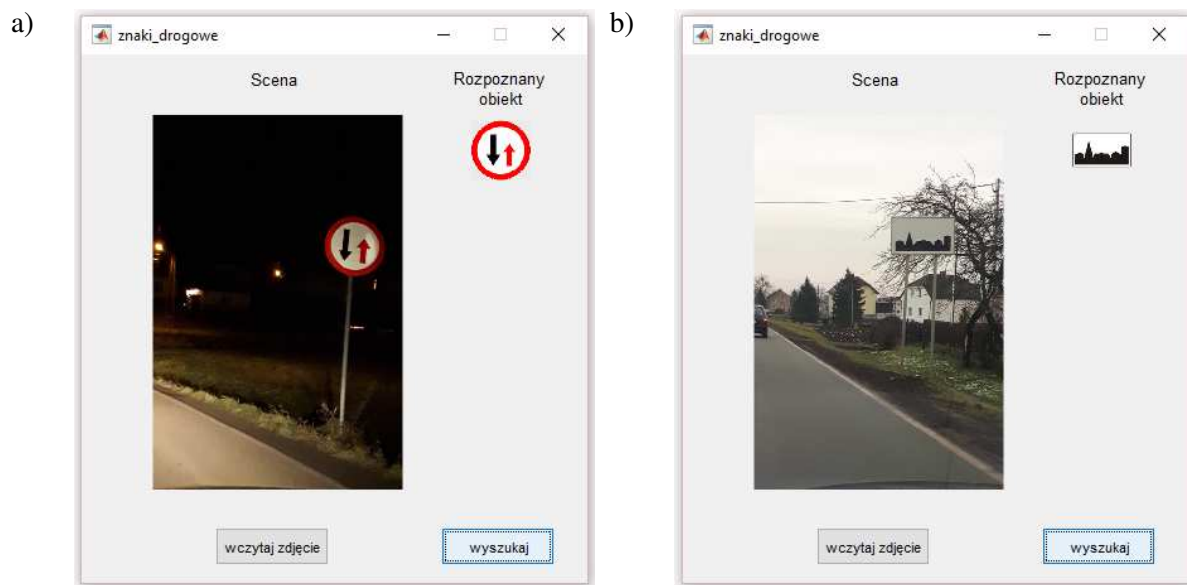 a)
znaki_drogowe
Scena
Rozpoznany
obiekt
wczytaj zdjęcie
wyszukaj
b)
znaki_drogowe
Scena
Rozpoznany
obiekt
wczytaj zdjęcie
wyszukaj